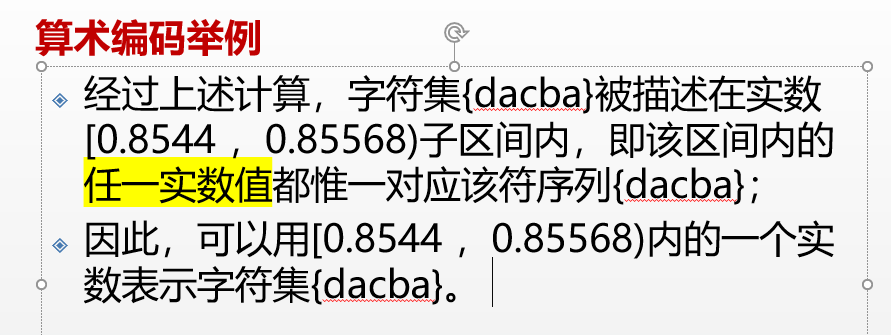 算术编码举例
经过上述计算，字符集{dacba}被描述在实数
[0.8544 ，0.85568)子区间内，即该区间内的
任一实数值都惟一对应该符序列{dacba}；
因此，可以用[0.8544 ，0.85568)内的一个实
数表示字符集{dacba}。